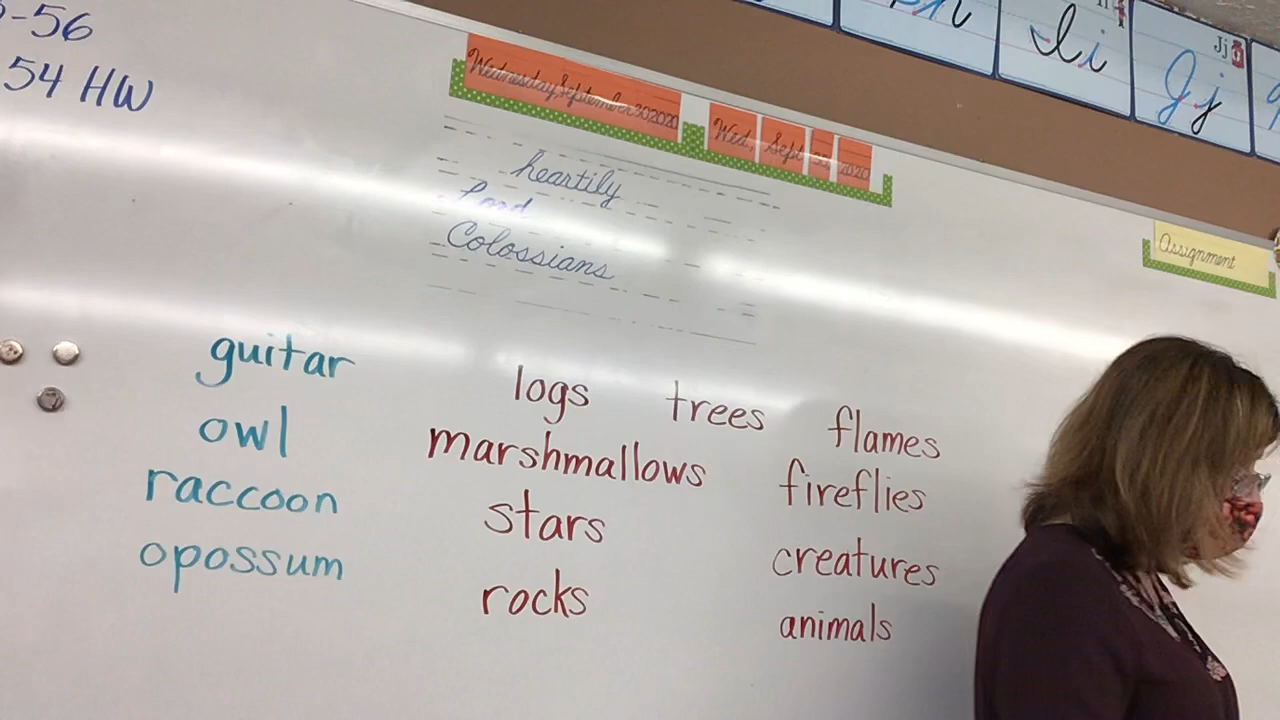 -56
54 HW
Wednesday, September 30 2020
Wed, Sept 30, 2020
heartily
Lord
Colossians
Assignment
Ii
Jj
Jj
guitar
owl
raccoon
opossum
logs trees flames
marshmallows fireflies
stars creatures
rocks animals